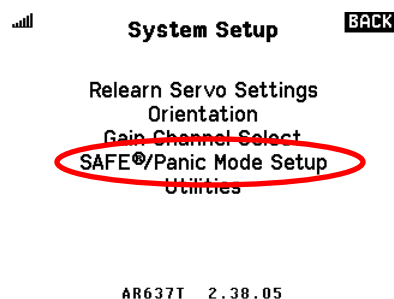 System Setup
BACK
Relearn Servo Settings
Orientation
Gain Channel Select
SAFE®/Panic Mode Setup
Utilities
AR637T 2.38.05